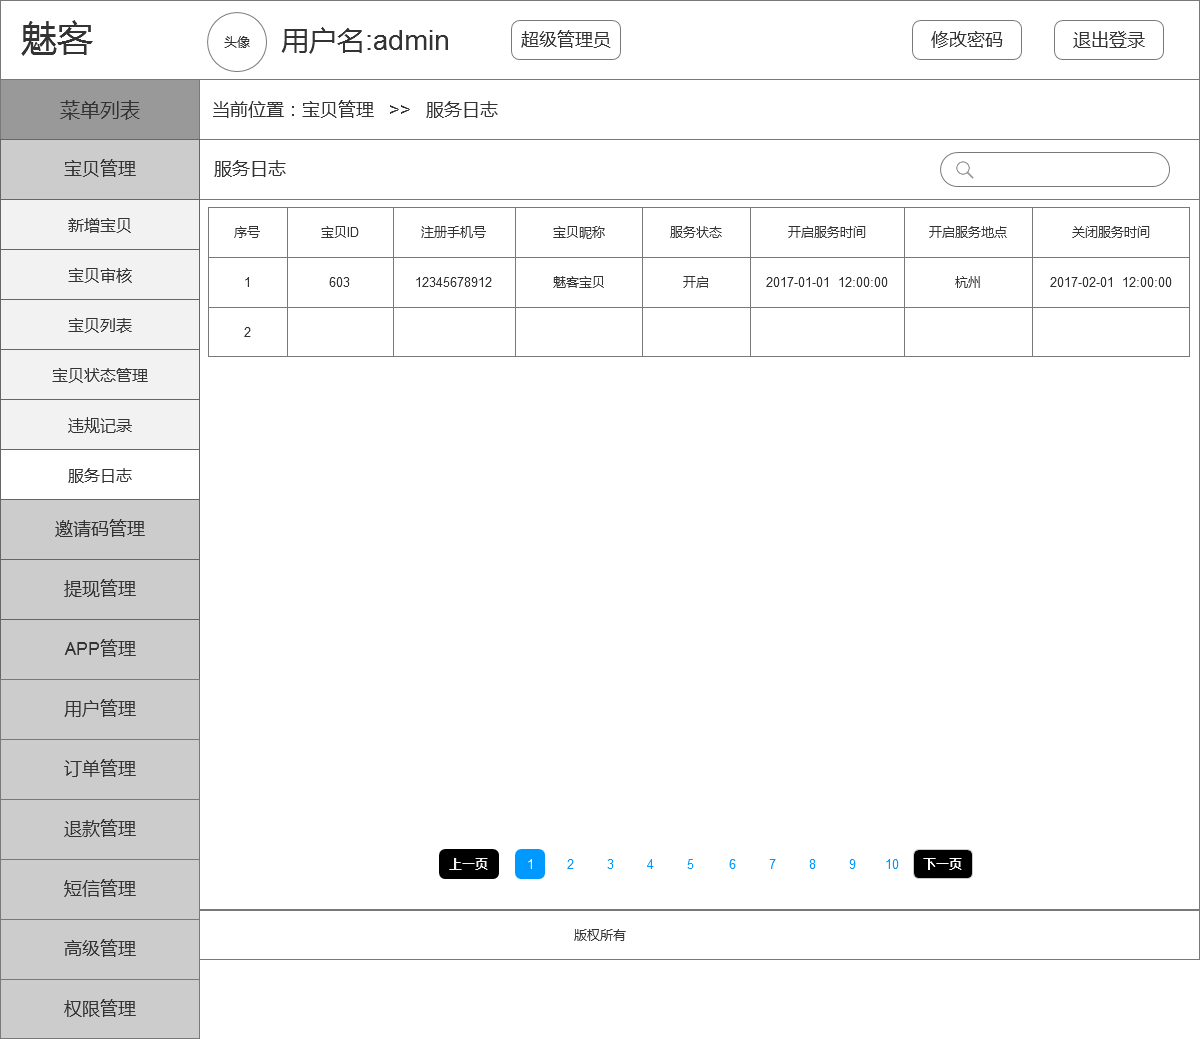 魅客
头像
用户名:admin
超级管理员
修改密码
退出登录
菜单列表
当前位置：宝贝管理 >> 服务日志
宝贝管理
新增宝贝
宝贝审核
宝贝列表
宝贝状态管理
违规记录
服务日志
邀请码管理
提现管理
APP管理
用户管理
订单管理
退款管理
短信管理
高级管理
权限管理
服务日志
序号 宝贝ID 注册手机号 宝贝昵称 服务状态 开启服务时间 开启服务地点 关闭服务时间
1 603 12345678912 魅客宝贝 开启 2017-01-01 12:00:00 杭州 2017-02-01 12:00:00
2
上一页 1 2 3 4 5 6 7 8 9 10 下一页
版权所有